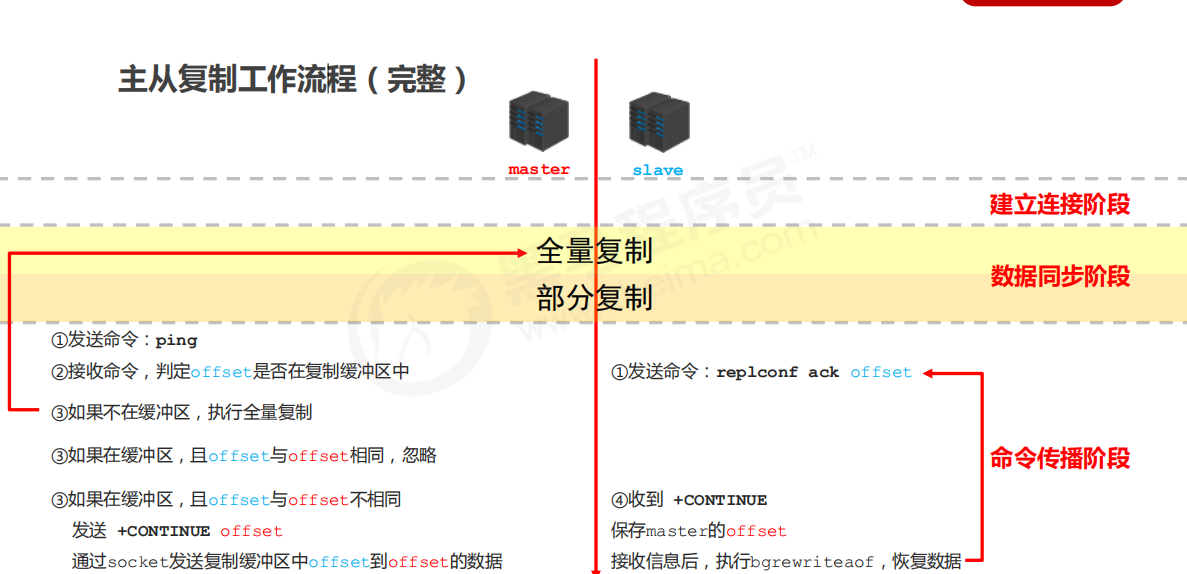 主从复制工作流程（完整）
master
slave
建立连接阶段
全量复制
数据同步阶段
部分复制
①发送命令：ping
②接收命令，判定offset是否在复制缓冲区中
①发送命令：replconf ack offset
③如果不在缓冲区，执行全量复制
③如果在缓冲区，且offset与offset相同，忽略
命令传播阶段
③如果在缓冲区，且offset与offset不相同
④收到 +CONTINUE
发送 +CONTINUE offset
保存master的offset
通过socket发送复制缓冲区中offset到offset的数据
接收信息后，执行bgrewriteaof，恢复数据